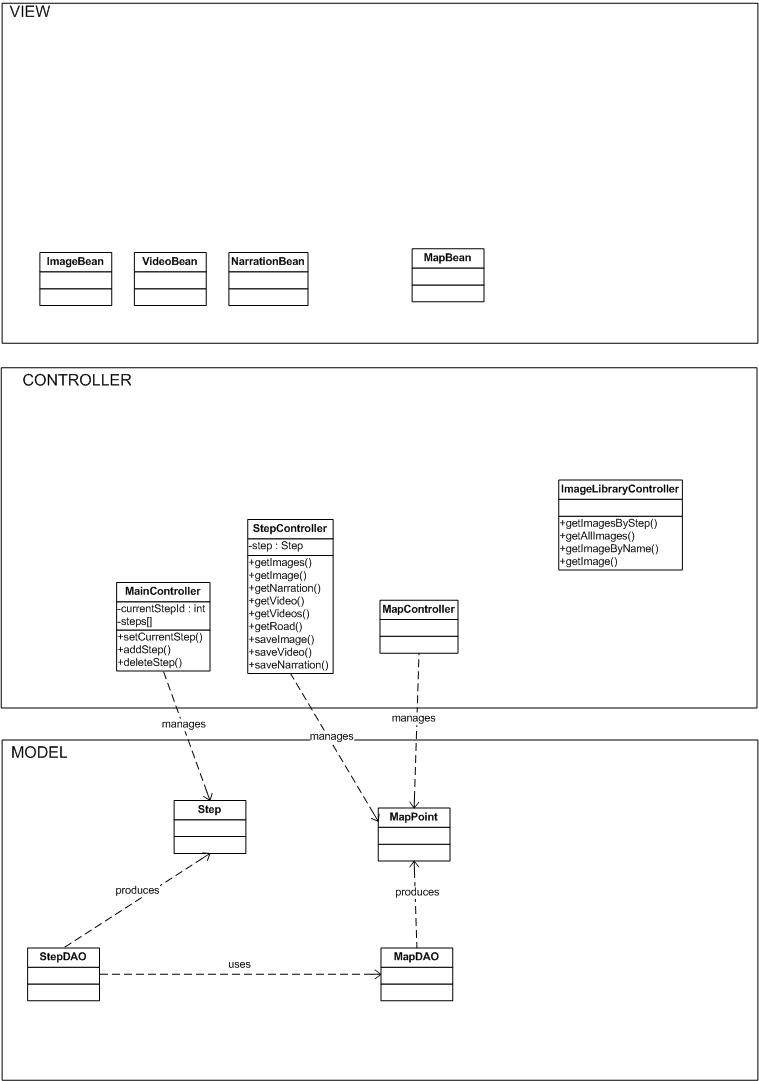 VIEW
ImageBean
VideoBean
NarrationBean
MapBean
CONTROLLER
ImageLibraryController
+getImagesByStep()
+getAllImages()
+getImageByName()
+getImage()
StepController
-step : Step
+getImages()
+getImage()
+getNarration()
+getVideo()
+getVideos()
+getRoad()
+saveImage()
+saveVideo()
+saveNarration()
MainController
-currentStepId : int
-steps[]
+setCurrentStep()
+addStep()
+deleteStep()
MapController
manages
manages
manages
MODEL
Step
MapPoint
produces
produces
StepDAO
uses
MapDAO